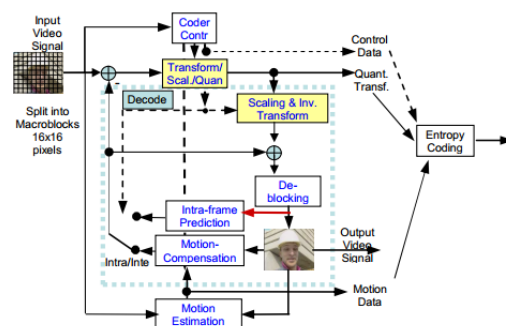 Input
Video
Signal
Coder
Contr
Control
Data
Transform/
Scal./Quan
Quant.
Transf.
Split into
Macroblocks
16x16
pixels
Decode
Scaling & Inv.
Transform
Entropy
Coding
De-
blocking
Intra-frame
Prediction
Output
Video
Signal
Motion-
Compensation
Intra/Inte
Motion
Data
Motion
Estimation